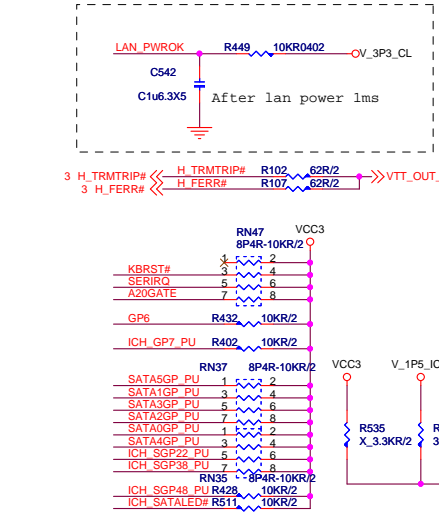 LAN_PWROK R449 10KR0402 V_3P3_CL
C542
C1u6.3X5 After lan power 1ms
3 H_TRMTRIP# H_TRMTRIP# R102 62R/2 VTT_OUT_
3 H_FERR# H_FERR# R107 62R/2
RN47 VCC3
8P4R-10KR/2
1 2
KBRST# 3 4
SERIRQ 5 6
A20GATE 7 8
GP6 R432 10KR/2
ICH_GP7_PU R402 10KR/2
RN37 8P4R-10KR/2 VCC3 V_1P5_IC
SATA5GP_PU 1 2
SATA1GP_PU 3 4
SATA3GP_PU 5 6
SATA2GP_PU 7 8
SATA0GP_PU 1 2
SATA4GP_PU 3 4
ICH_SGP22_PU 5 6
ICH_SGP38_PU 7 8
RN35 8P4R-10KR/2
ICH_SGP48_PU R428 10KR/2
ICH_SATALED# R511 10KR/2
R535 R
X_3.3KR/2 3